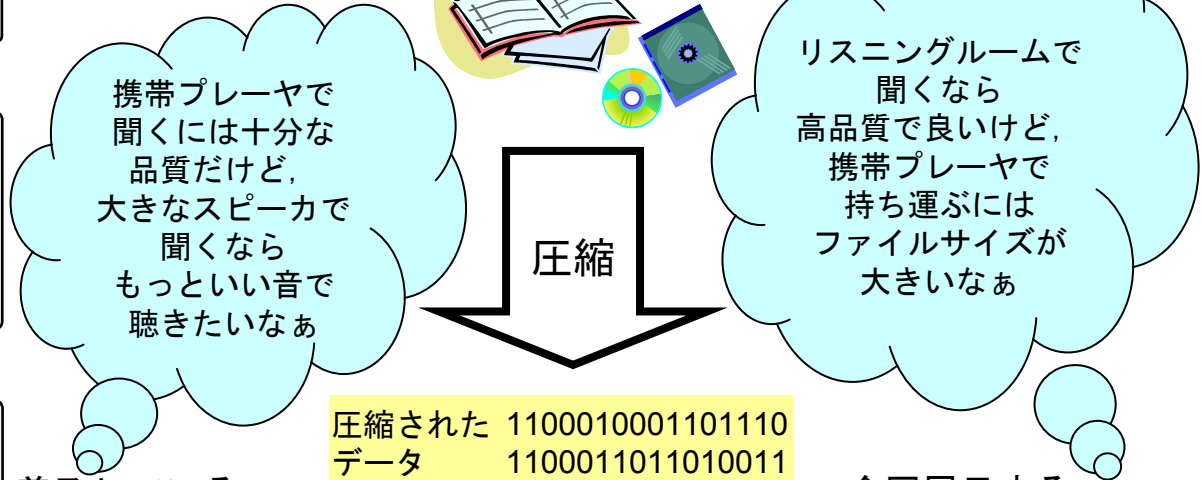 携帯プレーヤで
聞くには十分な
品質だけど,
大きなスピーカで
聞くなら
もっといい音で
聴きたいなぁ
リスニングルームで
聞くなら
高品質で良いけど,
携帯プレーヤで
持ち運ぶには
ファイルサイズが
大きいなぁ
圧縮
圧縮された 1100010001101110
データ 1100011011010011